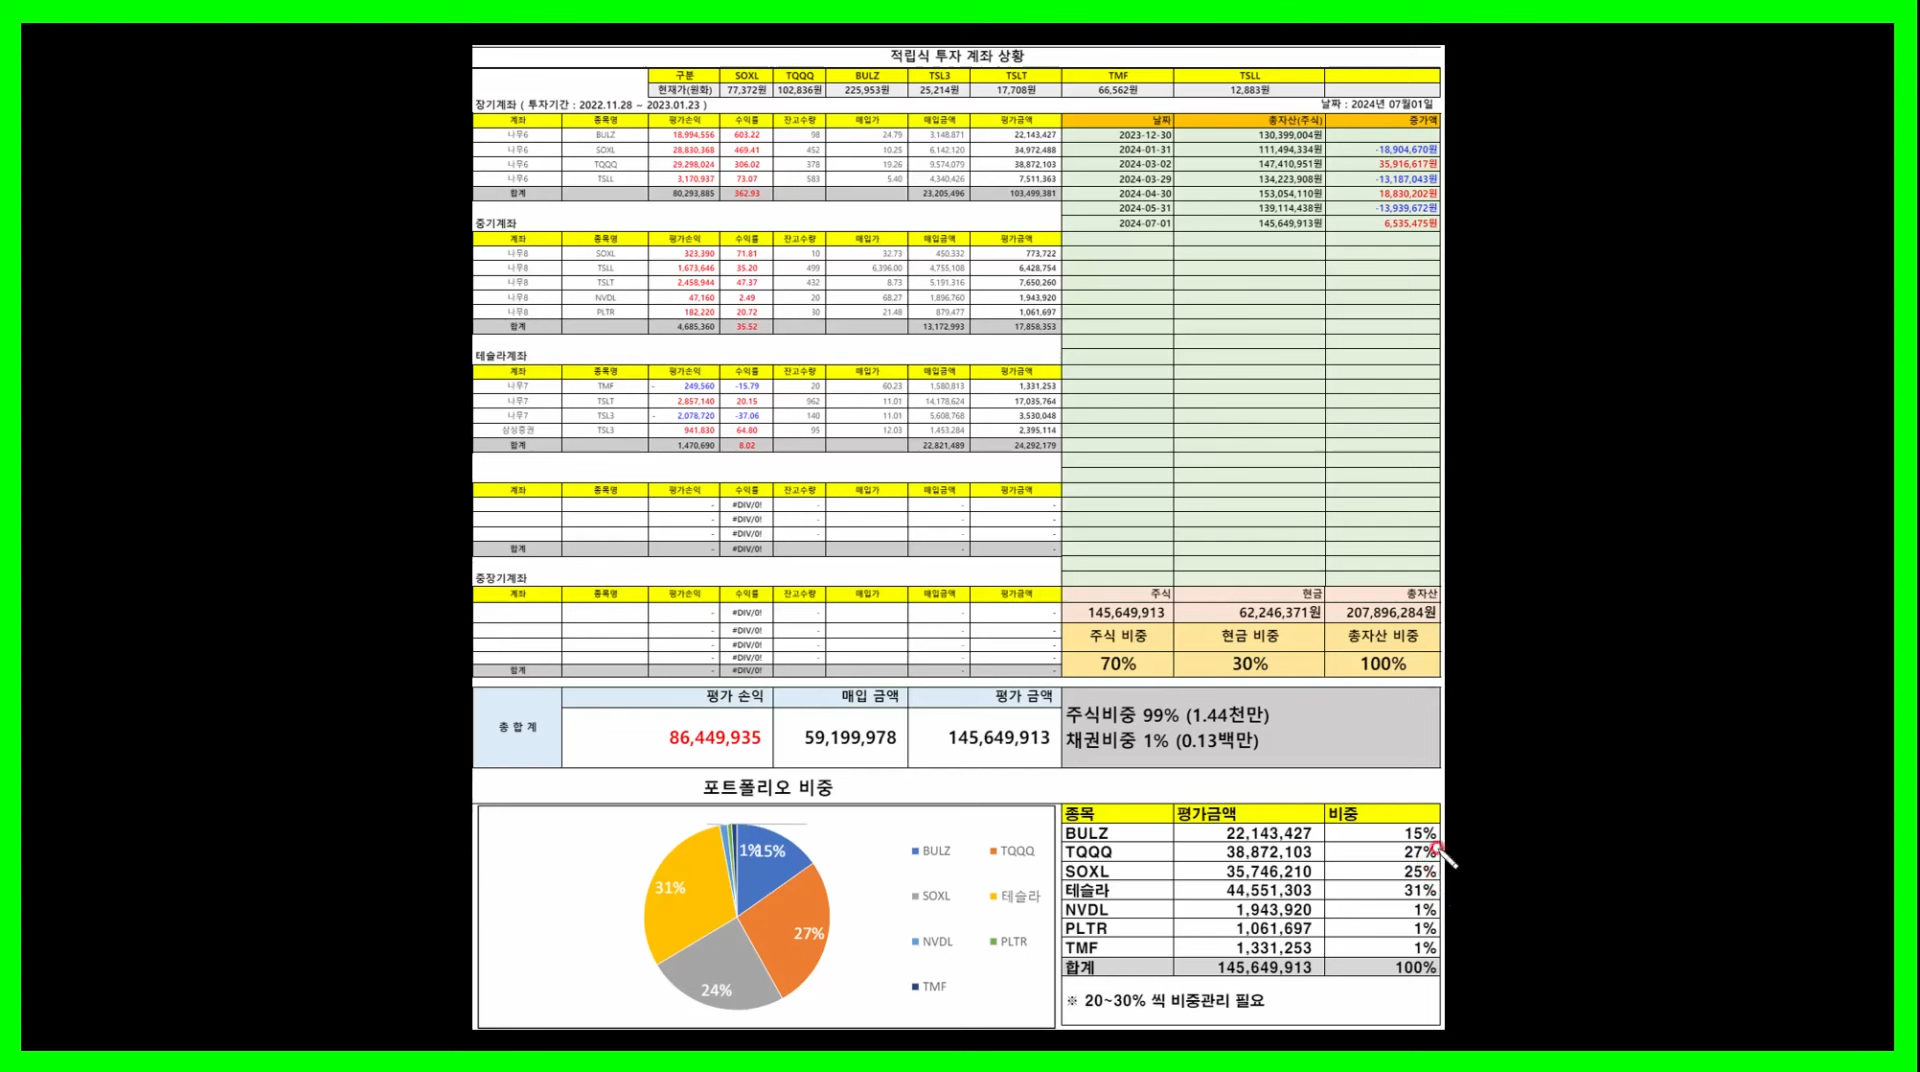 적립식 투자 계좌 상황
구분 SOXL TQQQ BULZ TSL3 TSLT TMF TSLL
현재가(원화) 77,372원 102,836원 225,953원 25,214원 17,708원 66,562원 12,883원
장기계좌 ( 투자기간 : 2022.11.28 ~ 2023.01.23 ) 날짜 : 2024년 07월01일
계좌 종목명 평가손익 수익률 잔고수량 매입가 매입금액 평가금액 날짜 총자산(주식) 증가액
나무6 BULZ 18,994,556 603.22 98 24.79 3,148,871 22,143,427 2023-12-30 130,399,004원
나무6 SOXL 28,830,368 469.41 452 10.25 6,142,120 34,972,488 2024-01-31 111,494,334원 -18,904,670원
나무6 TQQQ 29,298,024 306.02 378 19.26 9,574,079 38,872,103 2024-03-02 147,410,951원 35,916,617원
나무6 TSLL 3,170,937 73.07 583 5.40 4,340,426 7,511,363 2024-03-29 134,223,908원 -13,187,043원
합계 80,293,885 362.93 23,205,496 103,499,381 2024-04-30 153,054,110원 18,830,202원
2024-05-31 139,114,438원 -13,939,672원
중기계좌 2024-07-01 145,649,913원 6,535,475원
계좌 종목명 평가손익 수익률 잔고수량 매입가 매입금액 평가금액
나무8 SOXL 323,390 71.81 10 32.73 450,332 773,722
나무8 TSLL 1,673,646 35.20 499 6,396.00 4,755,108 6,428,754
나무8 TSLT 2,458,944 47.37 432 8.73 5,191,316 7,650,260
나무8 NVDL 47,160 2.49 20 68.27 1,896,760 1,943,920
나무8 PLTR 182,220 20.72 30 21.48 879,477 1,061,697
합계 4,685,360 35.52 13,172,993 17,858,353
테슬라계좌
계좌 종목명 평가손익 수익률 잔고수량 매입가 매입금액 평가금액
나무7 TMF - 249,560 -15.79 20 60.23 1,580,813 1,331,253
나무7 TSLT 2,857,140 20.15 962 11.01 14,178,624 17,035,764
나무7 TSL3 - 2,078,720 -37.06 140 11.01 5,608,768 3,530,048
삼성증권 TSL3 941,830 64.80 95 12.03 1,453,284 2,395,114
합계 1,470,690 8.02 22,821,489 24,292,179
계좌 종목명 평가손익 수익률 잔고수량 매입가 매입금액 평가금액
- #DIV/0! - - -
- #DIV/0! - - -
- #DIV/0! - - -
합계 - #DIV/0! - -
중장기계좌
계좌 종목명 평가손익 수익률 잔고수량 매입가 매입금액 평가금액 주식 현금 총자산
- #DIV/0! - - - 145,649,913 62,246,371원 207,896,284원
- #DIV/0! - - - 주식 비중 현금 비중 총자산 비중
- #DIV/0! - - -
- #DIV/0! - - - 70% 30% 100%
합계 - #DIV/0! - -
총 합 계 평가 손익 매입 금액 평가 금액
86,449,935 59,199,978 145,649,913
주식비중 99% (1.44천만)
채권비중 1% (0.13백만)
포트폴리오 비중
1% 15%
31%
27%
24%
BULZ TQQQ
SOXL 테슬라
NVDL PLTR
TMF
종목 평가금액 비중
BULZ 22,143,427 15%
TQQQ 38,872,103 27%
SOXL 35,746,210 25%
테슬라 44,551,303 31%
NVDL 1,943,920 1%
PLTR 1,061,697 1%
TMF 1,331,253 1%
합계 145,649,913 100%
※ 20~30% 씩 비중관리 필요